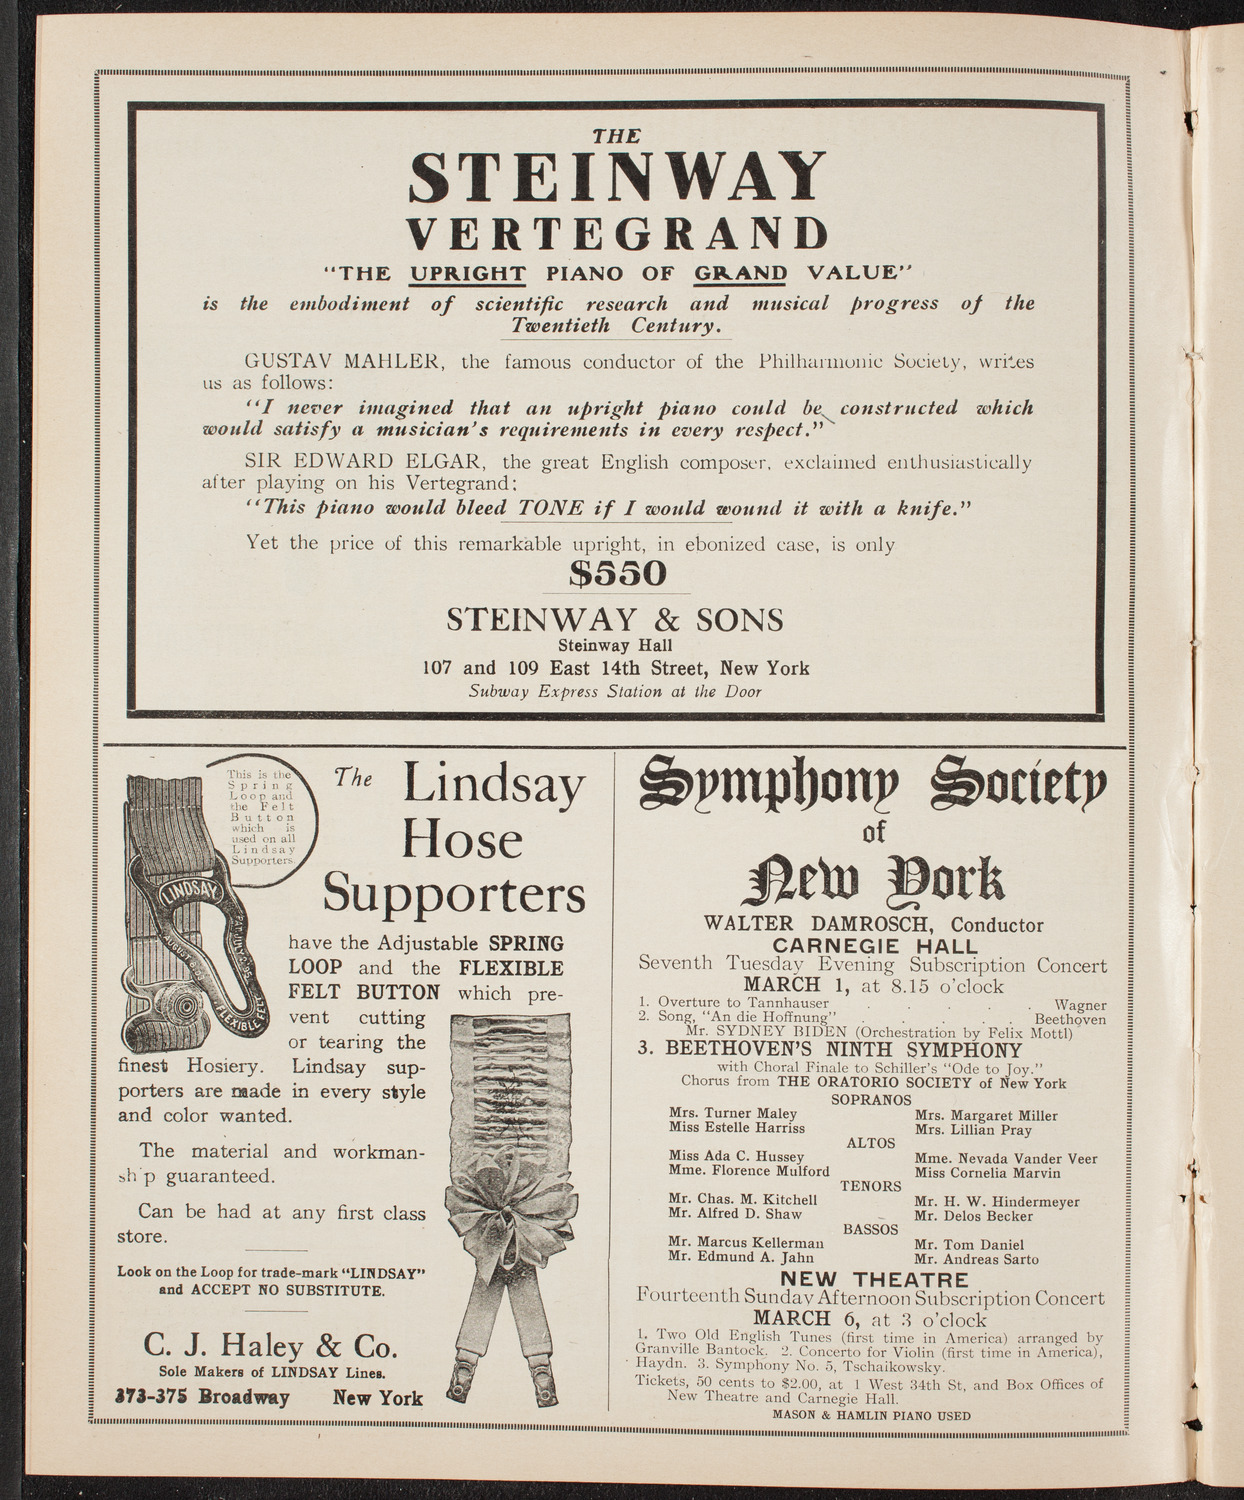 THE
STEINWAY
VERTEGRAND
"THE UPRIGHT PIANO OF GRAND VALUE"
is the embodiment of scientific research and musical progress of the
Twentieth Century.
GUSTAV MAHLER, the famous conductor of the Philharmonic Society, writes
us as follows:
"I never imagined that an upright piano could be constructed which
would satisfy a musician's requirements in every respect."
SIR EDWARD ELGAR, the great English composer, exclaimed enthusiastically
after playing on his Vertegrand:
"This piano would bleed TONE if I would wound it with a knife."
Yet the price of this remarkable upright, in ebonized case, is only
$550
STEINWAY & SONS
Steinway Hall
107 and 109 East 14th Street, New York
Subway Express Station at the Door
This is the
Spring
Loop and
the Felt
Button
which is
used on all
Lindsay
Supporters
LINDSAY
FLEXIBLE FELT
The Lindsay
Hose
Supporters
have the Adjustable SPRING
LOOP and the FLEXIBLE
FELT BUTTON which pre-
vent cutting
or tearing the
finest Hosiery. Lindsay sup-
porters are made in every style
and color wanted.
The material and workman-
ship guaranteed.
Can be had at any first class
store.
Look on the Loop for trade-mark "LINDSAY"
and ACCEPT NO SUBSTITUTE.
C. J. Haley & Co.
Sole Makers of LINDSAY Lines.
373-375 Broadway New York
Symphony Society
of
New York
WALTER DAMROSCH, Conductor
CARNEGIE HALL
Seventh Tuesday Evening Subscription Concert
MARCH 1, at 8.15 o'clock
1. Overture to Tannhauser . . . . . Wagner
2. Song, "An die Hoffnung" . . . . . Beethoven
Mr. SYDNEY BIDEN (Orchestration by Felix Mottl)
3. BEETHOVEN'S NINTH SYMPHONY
with Choral Finale to Schiller's "Ode to Joy."
Chorus from THE ORATORIO SOCIETY of New York
SOPRANOS
Mrs. Turner Maley Mrs. Margaret Miller
Miss Estelle Harriss Mrs. Lillian Pray
ALTOS
Miss Ada C. Hussey Mme. Nevada Vander Veer
Mme. Florence Mulford Miss Cornelia Marvin
TENORS
Mr. Chas. M. Kitchell Mr. H. W. Hindermeyer
Mr. Alfred D. Shaw Mr. Delos Becker
BASSOS
Mr. Marcus Kellerman Mr. Tom Daniel
Mr. Edmund A. Jahn Mr. Andreas Sarto
NEW THEATRE
Fourteenth Sunday Afternoon Subscription Concert
MARCH 6, at 3 o'clock
1. Two Old English Tunes (first time in America) arranged by
Granville Bantock. 2. Concerto for Violin (first time in America),
Haydn. 3. Symphony No. 5, Tschaikowsky.
Tickets, 50 cents to $2.00, at 1 West 34th St, and Box Offices of
New Theatre and Carnegie Hall.
MASON & HAMLIN PIANO USED